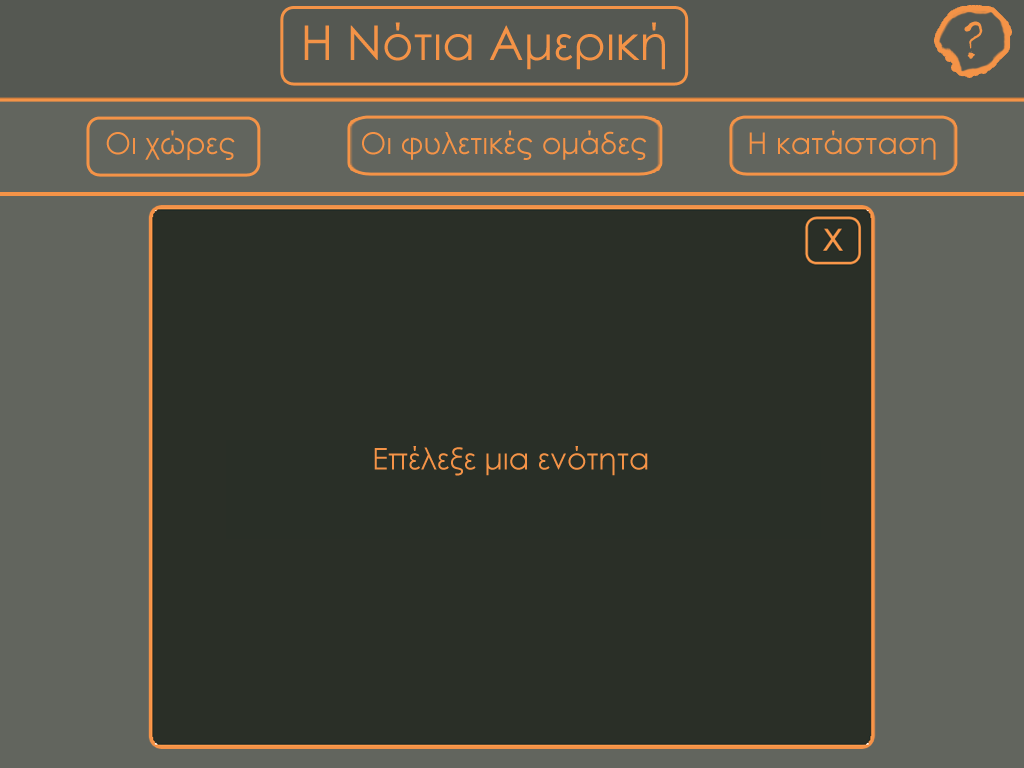 Η Νότια Αμερική
?
Οι χώρες
Οι φυλετικές ομάδες
Η κατάσταση
X
Επέλεξε μια ενότητα